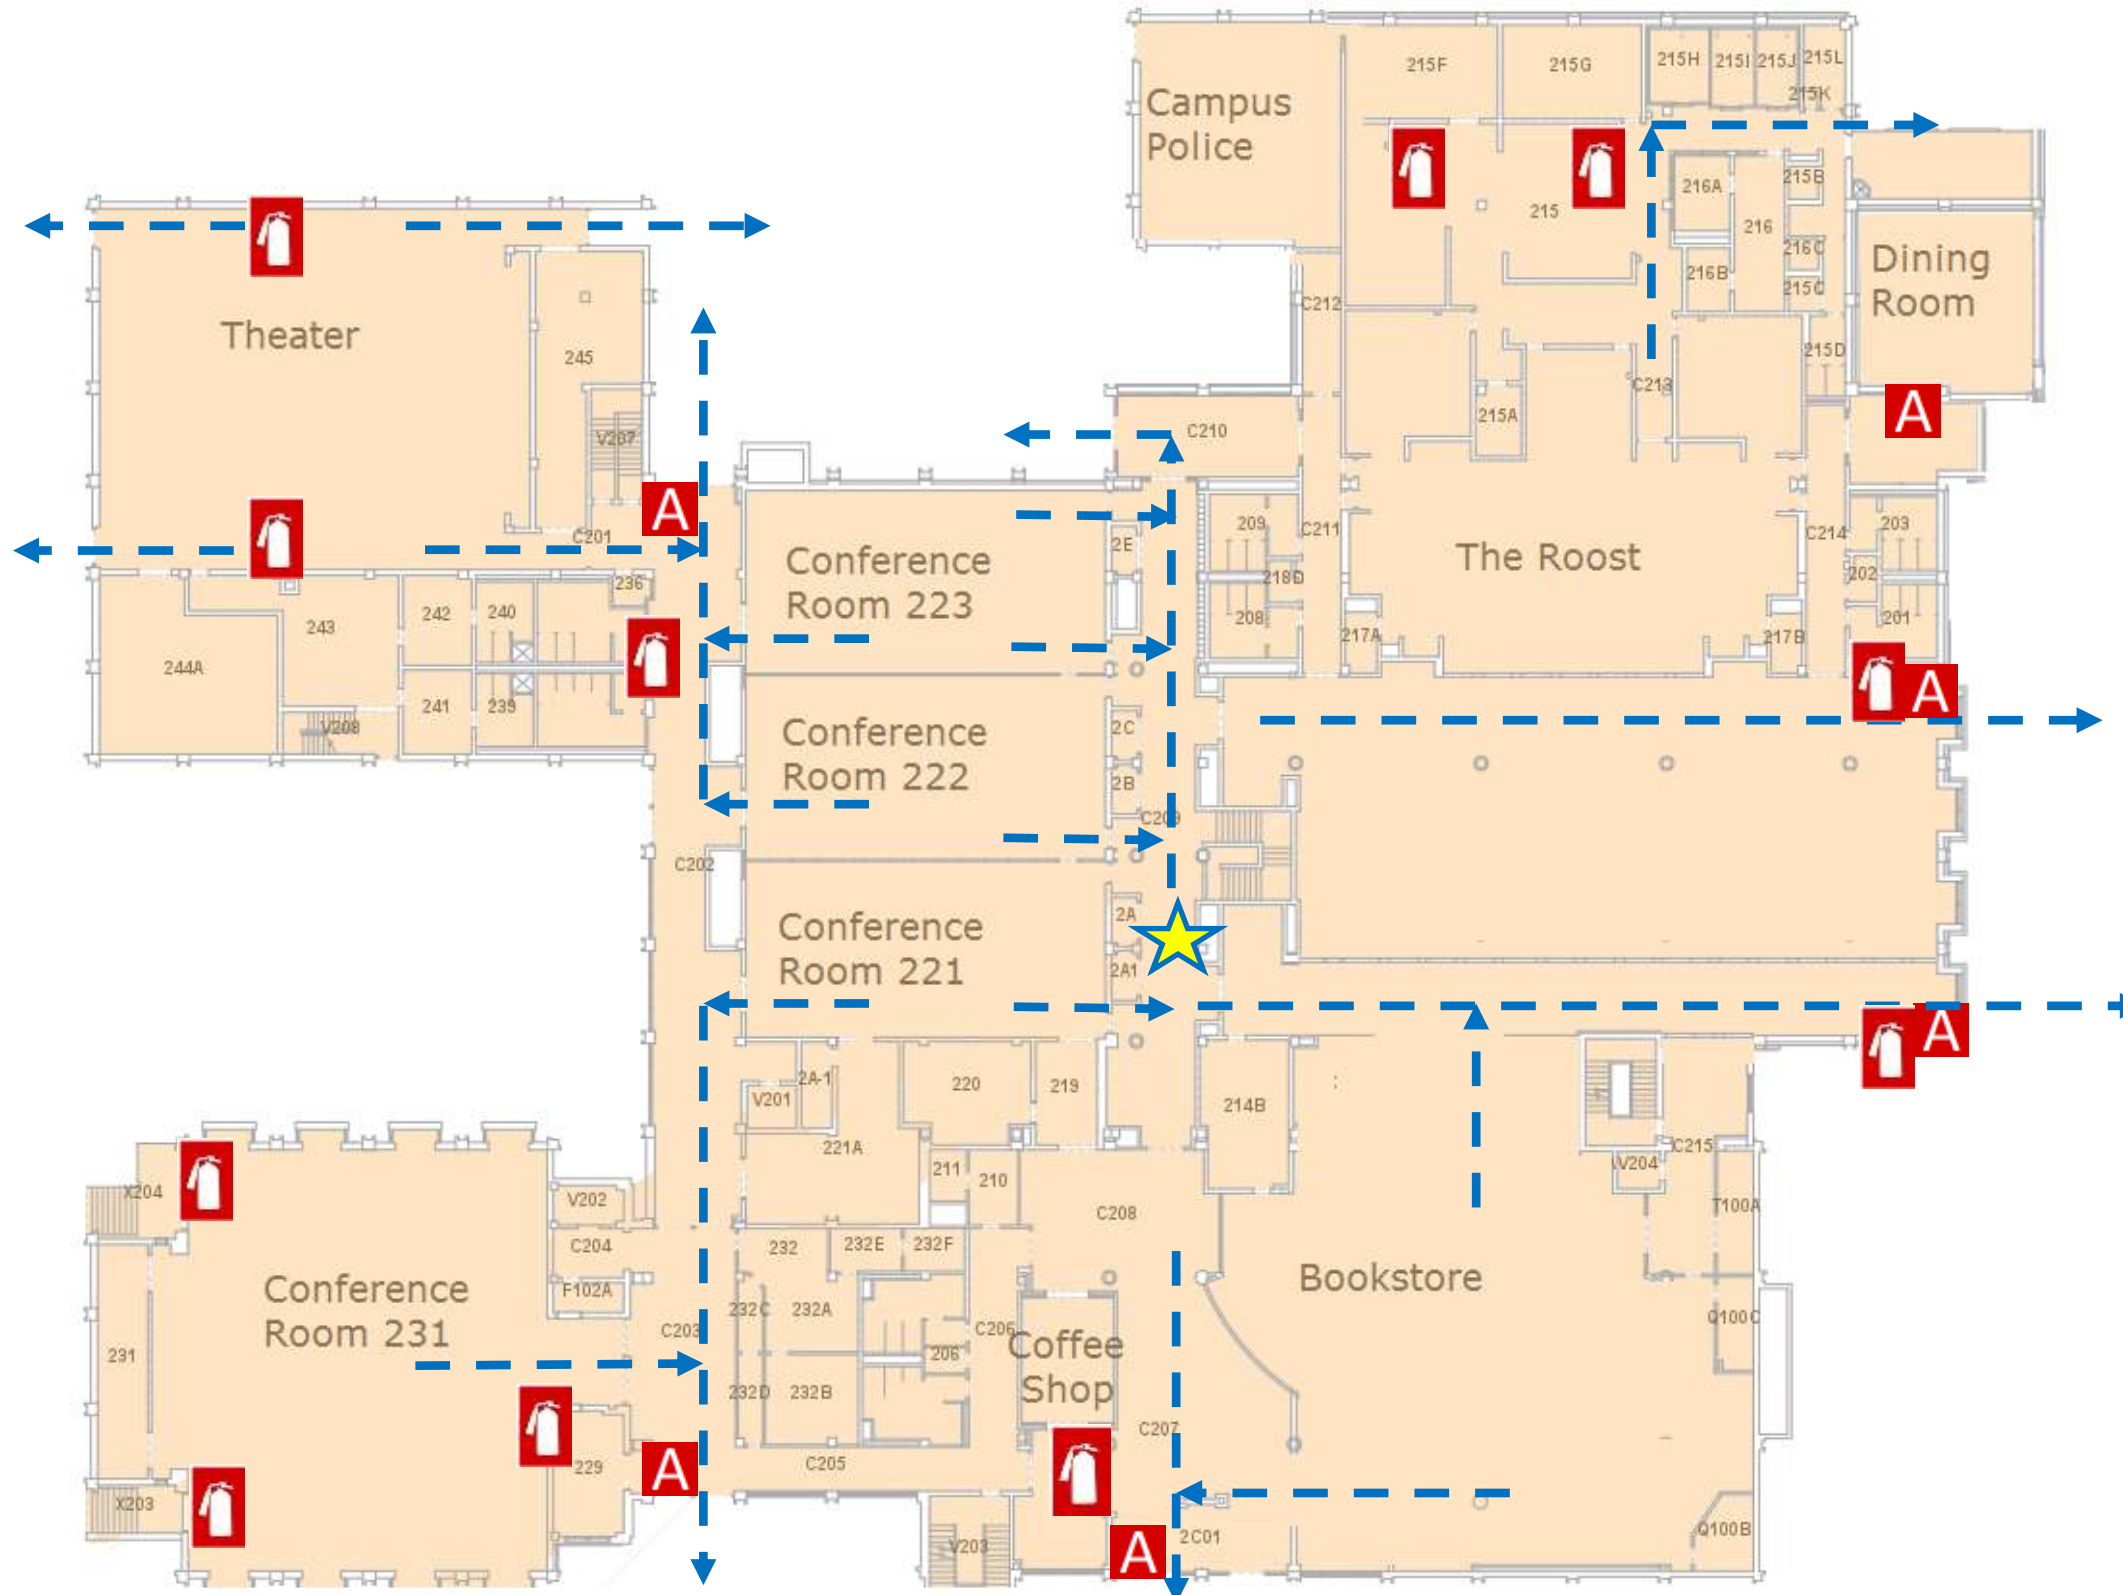 215F
215G
215H
215I
215J
215L
215K
Campus
Police
215B
216A
215
216
216C
Dining
Room
216B
215C
C212
Theater
245
215D
C213
A
215A
V207
C210
A
209
C211
C214
203
C201
2E
Conference
Room 223
The Roost
218D
202
236
243
242
240
208
201
217A
217B
244A
241
239
V208
A
2C
Conference
Room 222
2B
C209
C202
2A
Conference
Room 221
2A1
A
2A-1
V201
220
219
214B
221A
211
210
C215
V204
X204
V202
T100A
C208
C204
232
232E
232F
Conference
Room 231
F102A
Bookstore
232C
232A
C203
C206
Q100C
231
206
Coffee
Shop
232D
232B
C207
A
229
C205
X203
A
2C01
V203
Q100B